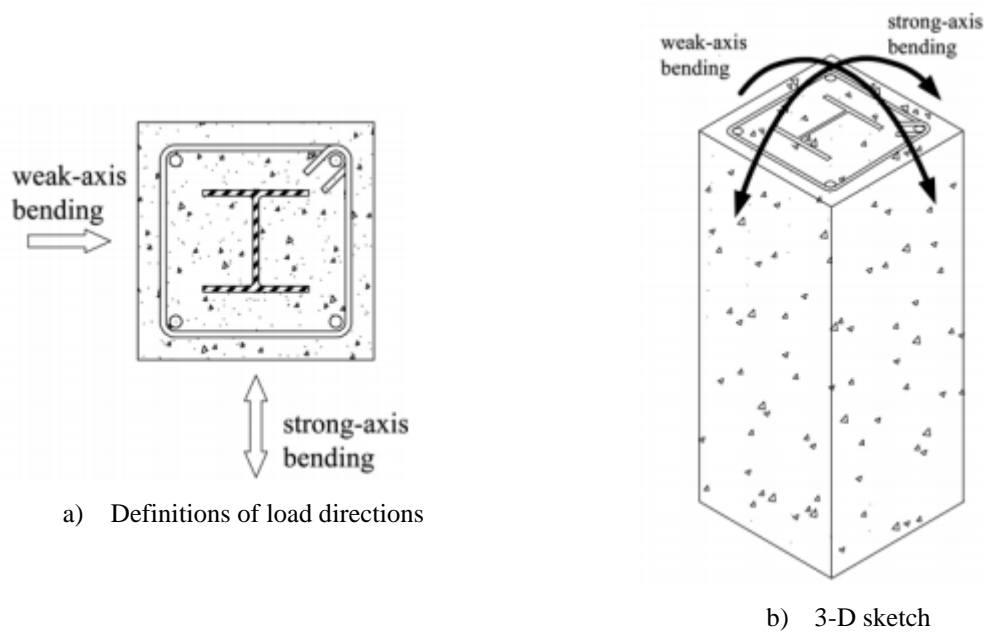 weak-axis
bending
strong-axis
bending
a) Definitions of load directions
weak-axis
bending
strong-axis
bending
b) 3-D sketch